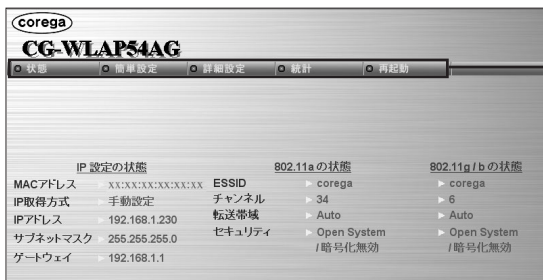 corega
CG-WLAP54AG
状態 簡単設定 詳細設定 統計 再起動
IP 設定の状態
MACアドレス xx:xx:xx:xx:xx:xx
IP取得方式 手動設定
IPアドレス 192.168.1.230
サブネットマスク 255.255.255.0
ゲートウェイ 192.168.1.1
802.11a の状態 802.11g / b の状態
ESSID corega corega
チャンネル 34 6
転送帯域 Auto Auto
セキュリティ Open System Open System
/ 暗号化無効 / 暗号化無効